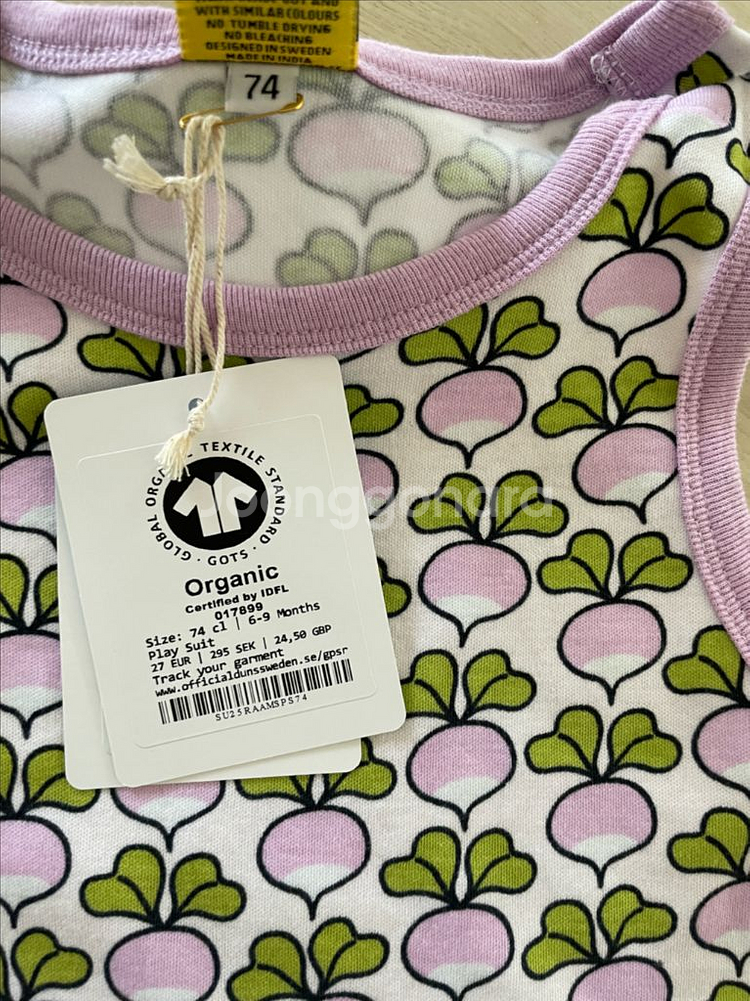 WITH SIMILAR COLOURS
NO TUMBLE DRYING
NO BLEACHING
DESIGNED IN SWEDEN
MADE IN INDIA
74
Joonggonara
GLOBAL ORGANIC TEXTILE STANDARD · GOTS ·
Organic
Certified by IDFL
017899
Size: 74 cl | 6-9 Months
Play Suit
27 EUR | 295 SEK | 24,50 GBP
Track your garment
www.officialdunssweden.se/gpsr
SU25RAAMSPS74